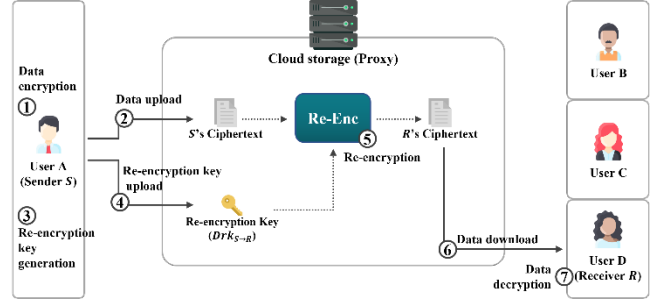 Data
encryption
①
User A
(Sender S)
③
Re-encryption
key
generation
② Data upload
Re-encryption key
upload
④
Cloud storage (Proxy)
S's Ciphertext
Re-Enc
⑤
Re-encryption
R's Ciphertext
Re-encryption Key
(Drk_{S→R})
⑥ Data download
Data
decryption
⑦
User B
User C
User D
(Receiver R)